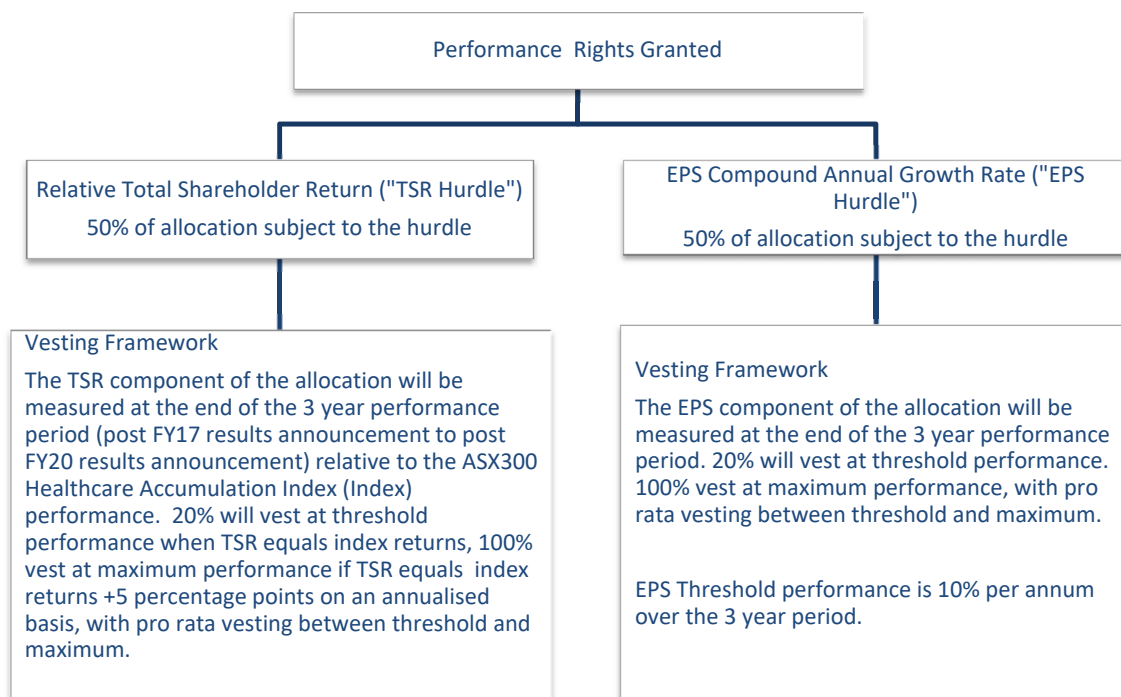 Performance Rights Granted
Relative Total Shareholder Return ("TSR Hurdle")
50% of allocation subject to the hurdle
EPS Compound Annual Growth Rate ("EPS
Hurdle")
50% of allocation subject to the hurdle
Vesting Framework
The TSR component of the allocation will be
measured at the end of the 3 year performance
period (post FY17 results announcement to post
FY20 results announcement) relative to the ASX300
Healthcare Accumulation Index (Index)
performance.  20% will vest at threshold
performance when TSR equals index returns, 100%
vest at maximum performance if TSR equals  index
returns +5 percentage points on an annualised
basis, with pro rata vesting between threshold and
maximum.
Vesting Framework
The EPS component of the allocation will be
measured at the end of the 3 year performance
period. 20% will vest at threshold performance.
100% vest at maximum performance, with pro
rata vesting between threshold and maximum.
EPS Threshold performance is 10% per annum
over the 3 year period.